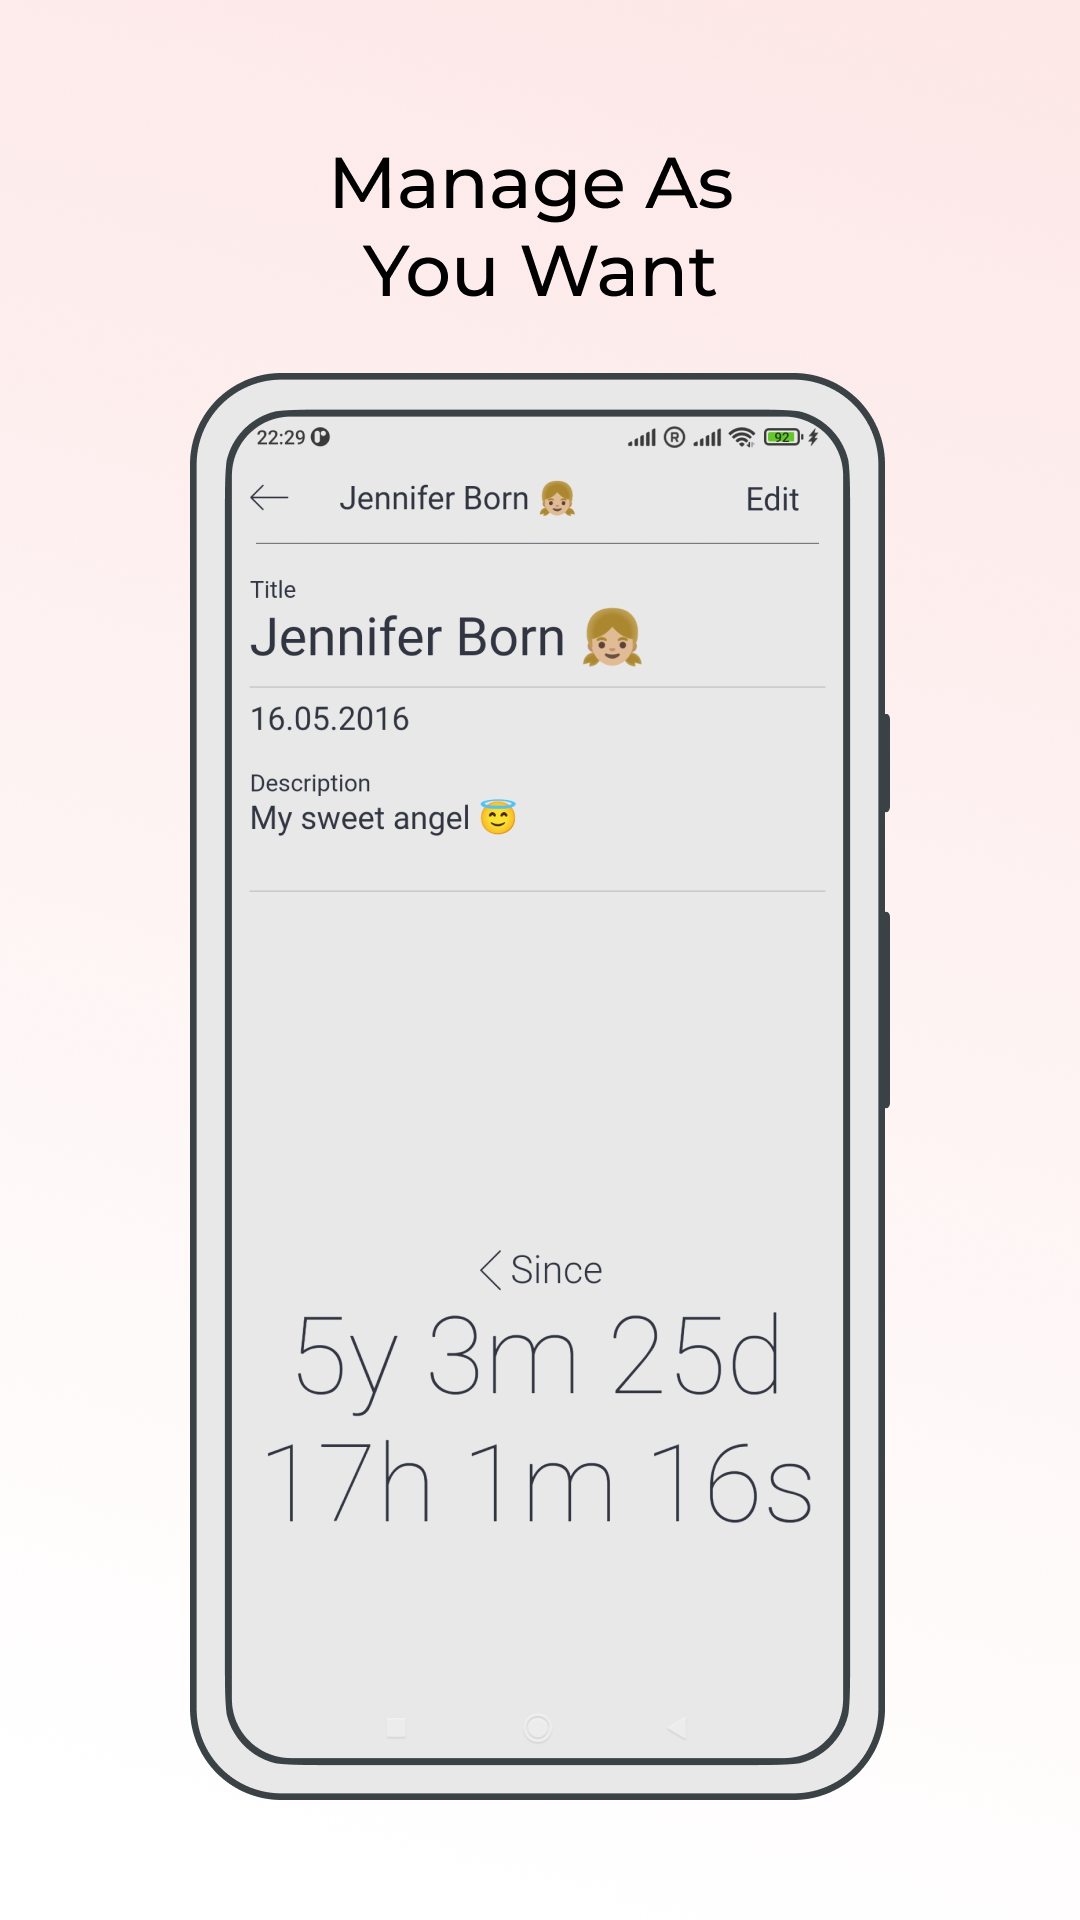 Manage As
You Want
22:29 R 92
Jennifer Born 👧🏼 Edit
Title
Jennifer Born 👧🏼
16.05.2016
Description
My sweet angel 😇
Since
5y 3m 25d
17h 1m 16s